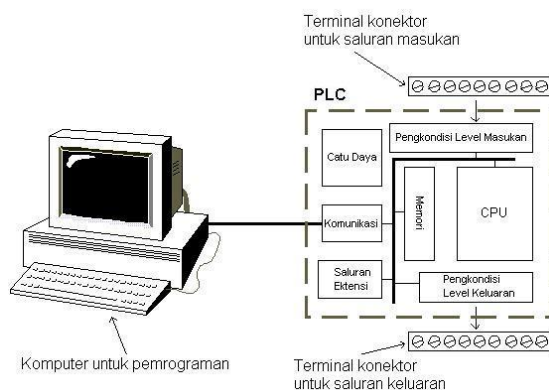 Terminal konektor
untuk saluran masukan
PLC
Pengkondisi Level Masukan
Catu Daya
Memori
CPU
Komunikasi
Saluran
Ektensi
Pengkondisi
Level Keluaran
Komputer untuk pemrograman
Terminal konektor
untuk saluran keluaran